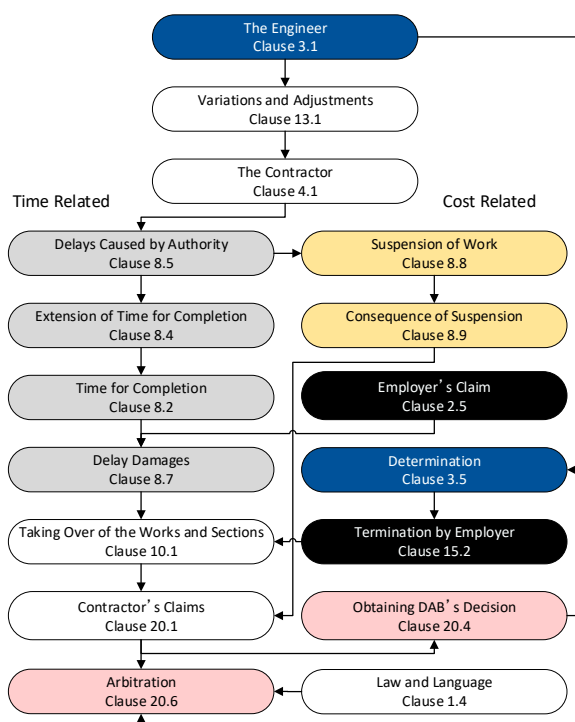 The Engineer
Clause 3.1
Variations and Adjustments
Clause 13.1
The Contractor
Clause 4.1
Time Related
Cost Related
Delays Caused by Authority
Clause 8.5
Suspension of Work
Clause 8.8
Extension of Time for Completion
Clause 8.4
Consequence of Suspension
Clause 8.9
Time for Completion
Clause 8.2
Employer’s Claim
Clause 2.5
Delay Damages
Clause 8.7
Determination
Clause 3.5
Taking Over of the Works and Sections
Clause 10.1
Termination by Employer
Clause 15.2
Contractor’s Claims
Clause 20.1
Obtaining DAB’s Decision
Clause 20.4
Arbitration
Clause 20.6
Law and Language
Clause 1.4